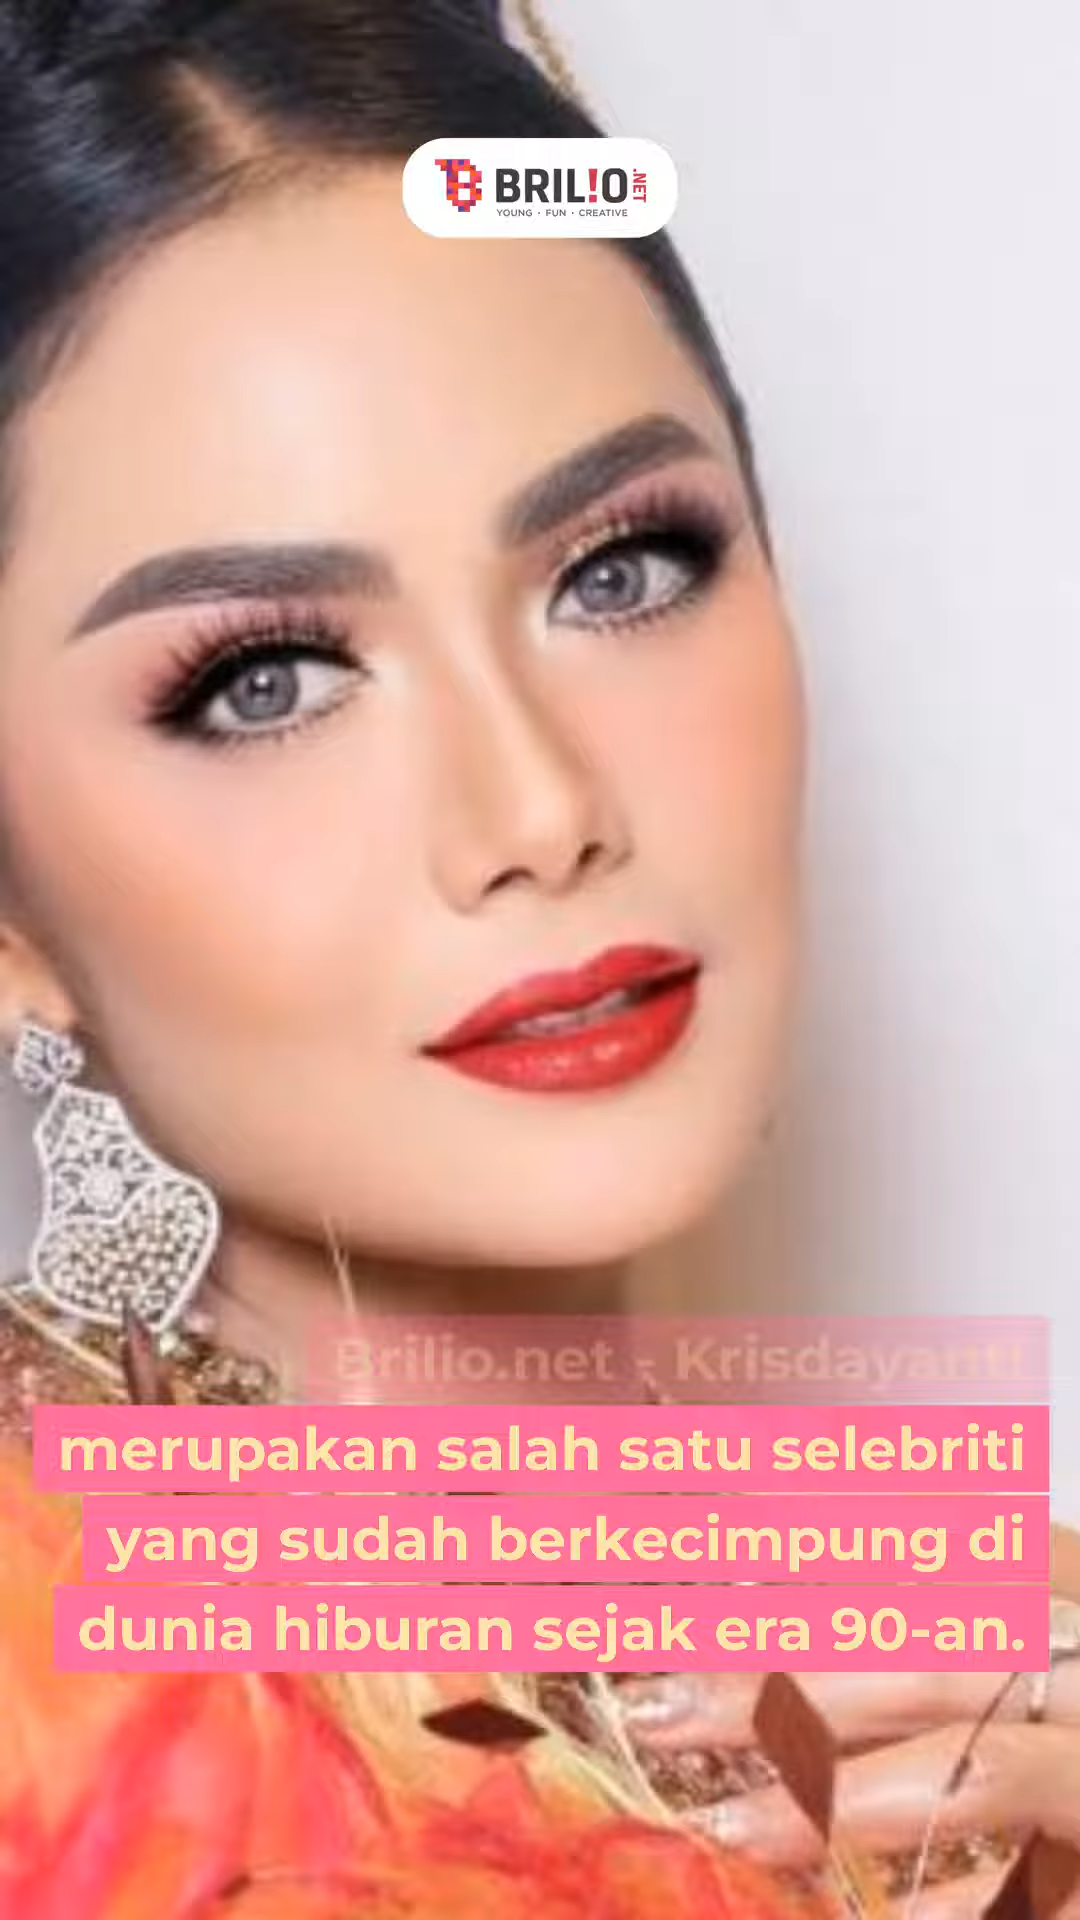 BRIL!O.NET
YOUNG · FUN · CREATIVE
Brilio.net - Krisdayanti
merupakan salah satu selebriti
yang sudah berkecimpung di
dunia hiburan sejak era 90-an.